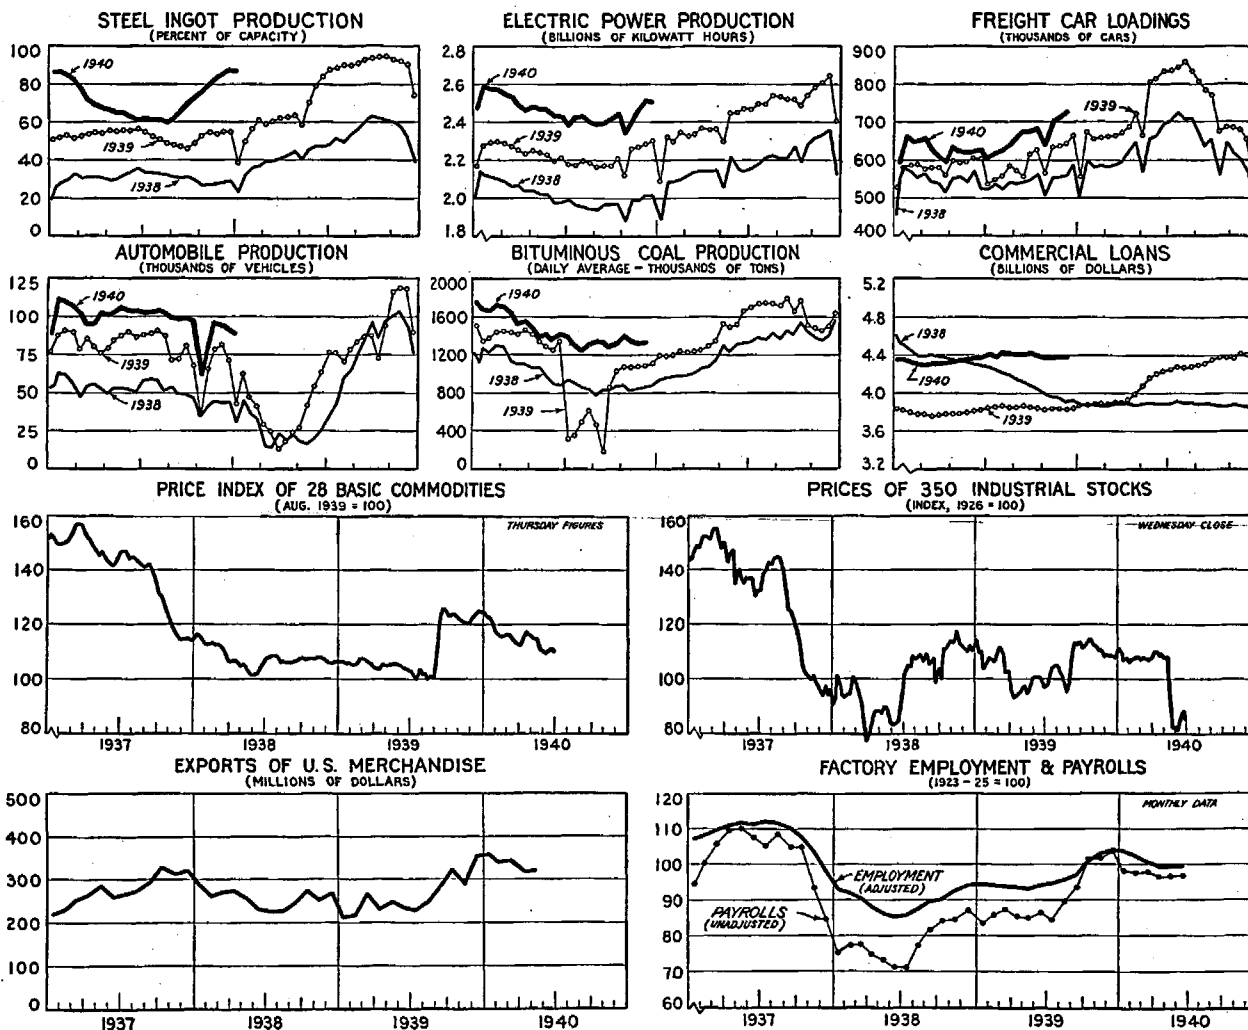 STEEL INGOT PRODUCTION
(PERCENT OF CAPACITY)
100
80
60
40
20
0
1940
1939
1938
ELECTRIC POWER PRODUCTION
(BILLIONS OF KILOWATT HOURS)
2.8
2.6
2.4
2.2
2.0
1.8
1940
1939
1938
FREIGHT CAR LOADINGS
(THOUSANDS OF CARS)
900
800
700
600
500
400
1939
1940
1938
AUTOMOBILE PRODUCTION
(THOUSANDS OF VEHICLES)
125
100
75
50
25
0
1940
1939
1938
BITUMINOUS COAL PRODUCTION
(DAILY AVERAGE - THOUSANDS OF TONS)
2000
1600
1200
800
400
0
1940
1938
1939
COMMERCIAL LOANS
(BILLIONS OF DOLLARS)
5.2
4.8
4.4
4.0
3.6
3.2
1938
1940
1939
PRICE INDEX OF 28 BASIC COMMODITIES
(AUG. 1939 = 100)
THURSDAY FIGURES
160
140
120
100
80
1937 1938 1939 1940
PRICES OF 350 INDUSTRIAL STOCKS
(INDEX, 1926 = 100)
WEDNESDAY CLOSE
160
140
120
100
80
1937 1938 1939 1940
EXPORTS OF U.S. MERCHANDISE
(MILLIONS OF DOLLARS)
500
400
300
200
100
0
1937 1938 1939 1940
FACTORY EMPLOYMENT & PAYROLLS
(1923 - 25 = 100)
MONTHLY DATA
120
110
100
90
80
70
60
EMPLOYMENT
(ADJUSTED)
PAYROLLS
(UNADJUSTED)
1937 1938 1939 1940